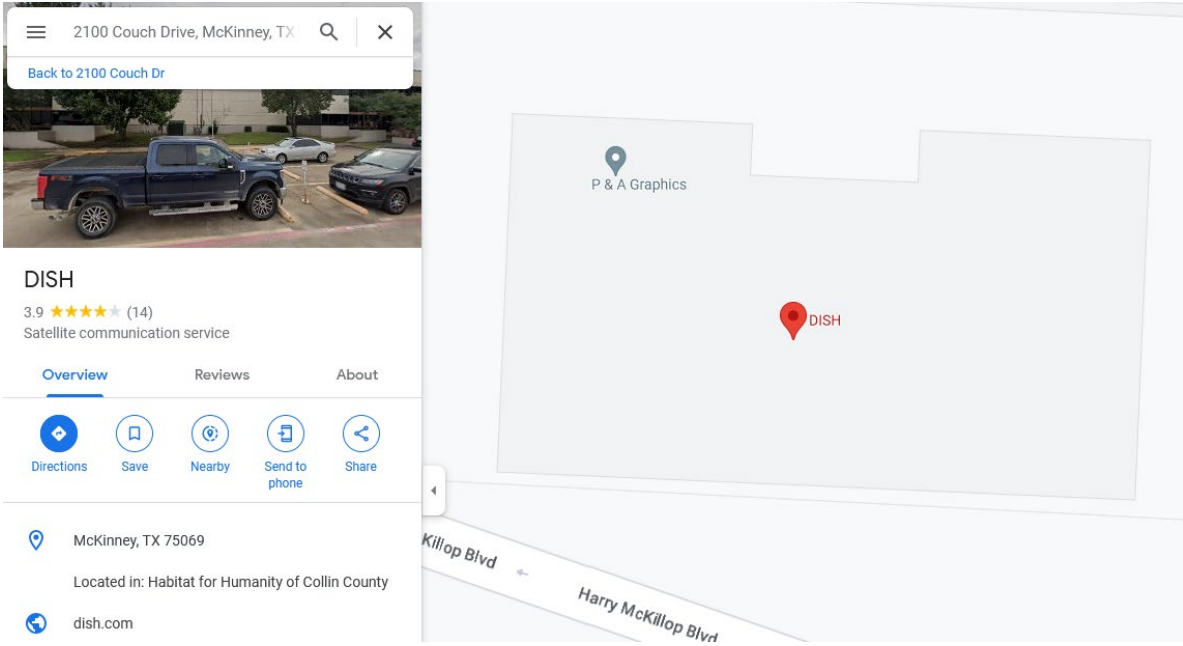 2100 Couch Drive, McKinney, TX
Back to 2100 Couch Dr
DISH
3.9 (14)
Satellite communication service
Overview Reviews About
Directions Save Nearby Send to phone Share
McKinney, TX 75069
Located in: Habitat for Humanity of Collin County
dish.com
P & A Graphics
DISH
Killop Blvd
Harry McKillop Blvd